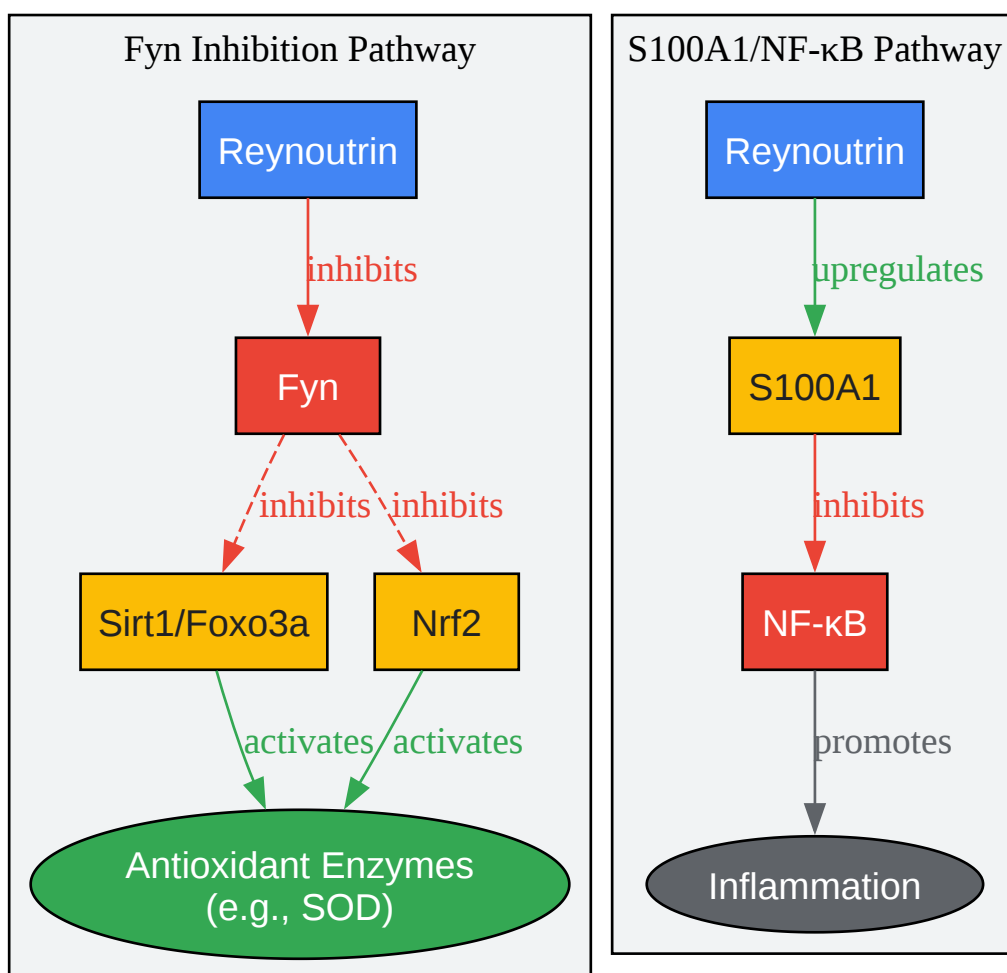 Fyn Inhibition Pathway
Reynoutrin
inhibits
Fyn
inhibits
inhibits
Sirt1/Foxo3a
Nrf2
activates
activates
Antioxidant Enzymes
(e.g., SOD)
S100A1/NF-κB Pathway
Reynoutrin
upregulates
S100A1
inhibits
NF-κB
promotes
Inflammation